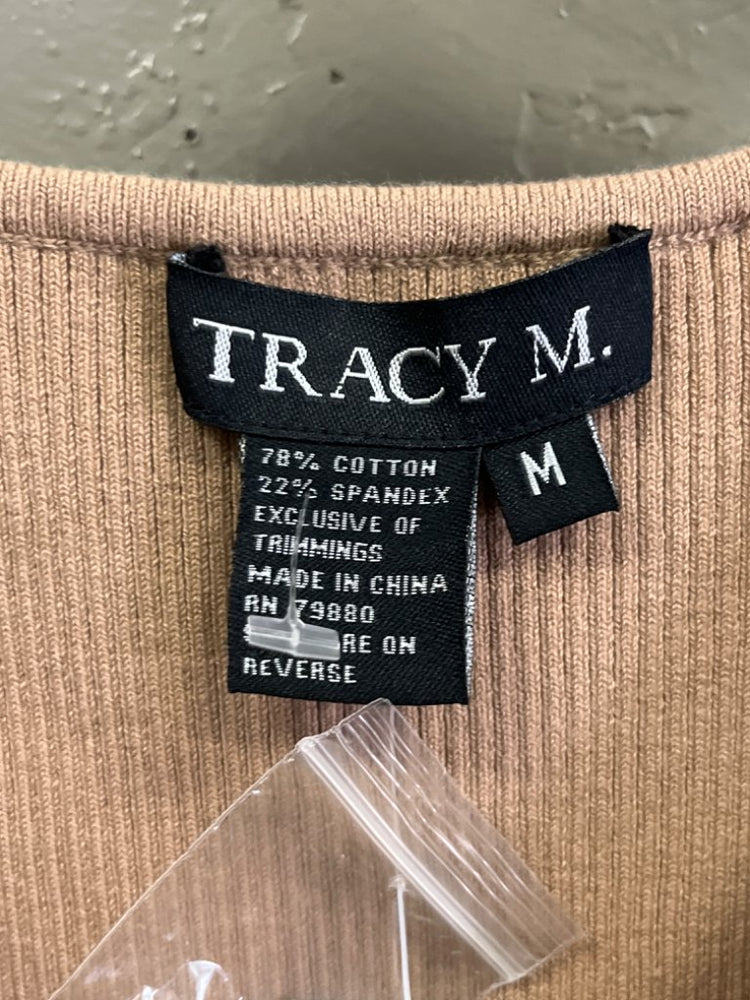 TRACY M.
M
78% COTTON
22% SPANDEX
EXCLUSIVE OF
TRIMMINGS
MADE IN CHINA
RN 79880
ON
REVERSE